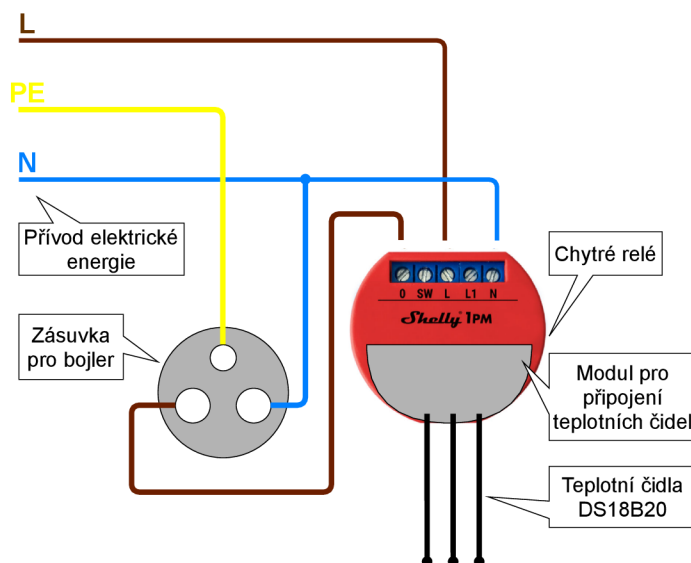 L
PE
N
Přívod elektrické
energie
0 SW L L1 N
Shelly 1PM
Chytré relé
Zásuvka
pro bojler
Modul pro
připojení
teplotních čidel
Teplotní čidla
DS18B20